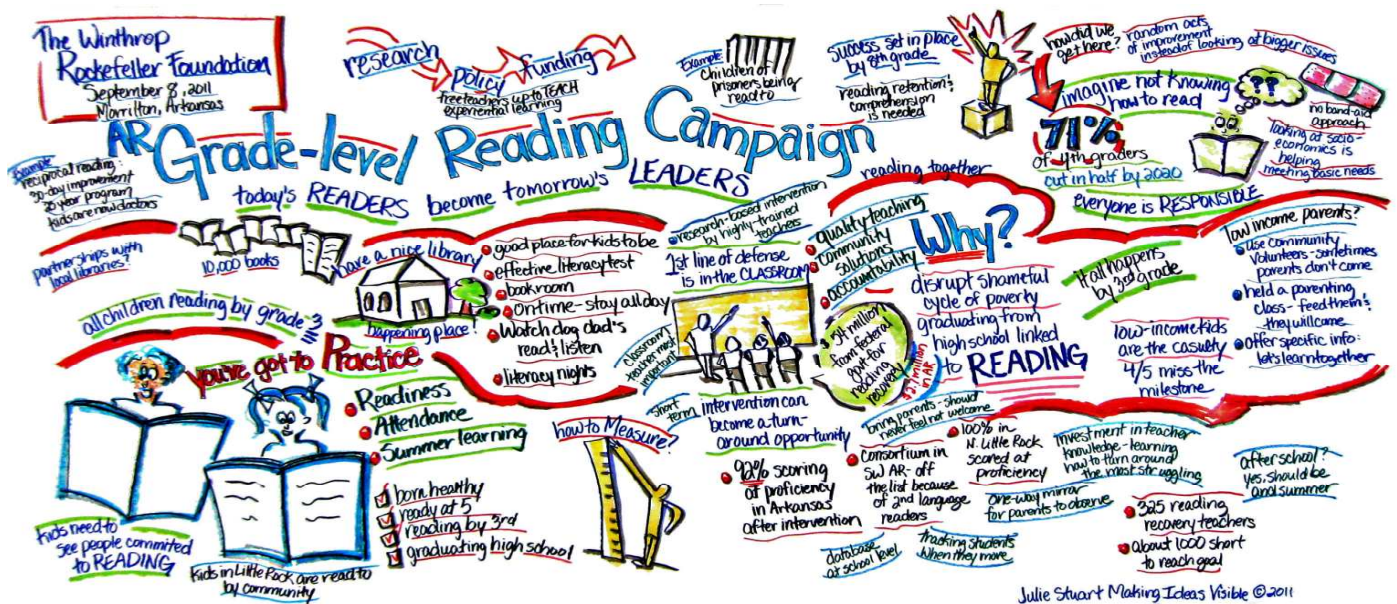 The Winthrop
Rockefeller Foundation
September 8, 2011
Morrilton, Arkansas
research
policy
funding
free teachers up to TEACH
experiential learning
Example:
Children of
prisoners being
read to
success set in place
by 8th grade
reading retention &
comprehension
is needed
how did we
get here?
random acts
of improvement
instead of looking at bigger issues
imagine not knowing
how to read
??
no band-aid
approach
71%
of 4th graders
cut in half by 2020
looking at socio-
economics is
helping
meeting basic needs
everyone is RESPONSIBLE
AR Grade-level Reading Campaign
today's READERS become tomorrow's LEADERS
Example:
reciprocal reading:
30-day improvement
kids are now doctors
partnerships with
local libraries?
10,000 books
have a nice library
happening place!
good place for kids to be
effective literacy test
book room
on time - stay all day
Watch dog dad's
read & listen
literacy nights
all children reading by grade 3!!!
you've got to Practice
Readiness
Attendance
Summer learning
born healthy
ready at 5
reading by 3rd
graduating high school
kids need to
see people committed
to READING
kids in Little Rock are read to
by community
how to Measure?
research-based intervention
by highly-trained
teachers
1st line of defense
is in the CLASSROOM
classroom
teacher most
important
short
term
intervention can
become a turn-
around opportunity
92% scoring
at proficiency
in Arkansas
after intervention
reading together
quality teaching
community
solutions
accountability
million
from federal
gov't for
reading
recovery
$2.7 million
in AR
Why?
disrupt shameful
cycle of poverty
graduating from
high school linked
to READING
bring parents - should
never feel not welcome
consortium in
SW AR - off
the list because
of 2nd language
readers
database
at school level
tracking students
when they move
100% in
N. Little Rock
scored at
proficiency
one-way mirror
for parents to observe
investment in teacher
knowledge - learning
how to turn around
the most struggling
it all happens
by 3rd grade
low-income kids
are the casualty
4/5 miss the
milestone
low income parents?
use community
volunteers - sometimes
parents don't come
held a parenting
class - feed them &
they will come
offer specific info:
let's learn together
after school?
yes, should be
and summer
325 reading
recovery teachers
about 1000 short
to reach goal
Julie Stuart Making Ideas Visible © 2011